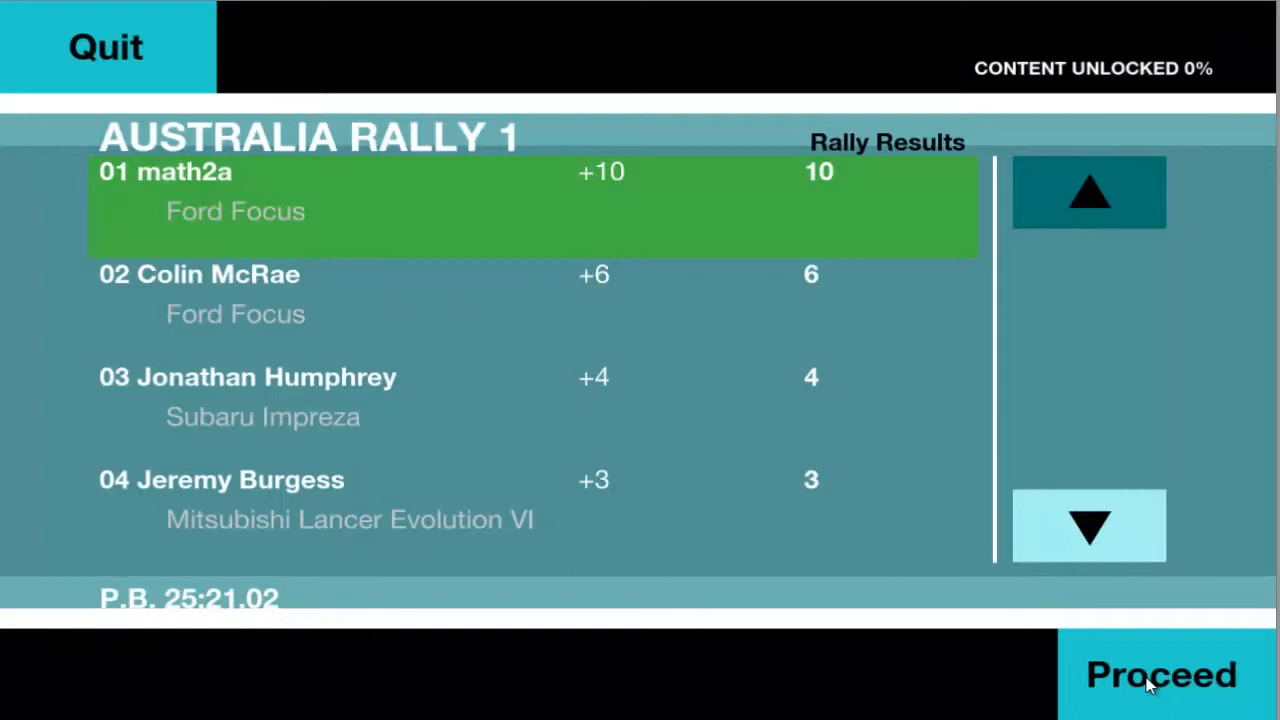 Quit
CONTENT UNLOCKED 0%
AUSTRALIA RALLY 1
Rally Results
01 math2a +10 10
Ford Focus
02 Colin McRae +6 6
Ford Focus
03 Jonathan Humphrey +4 4
Subaru Impreza
04 Jeremy Burgess +3 3
Mitsubishi Lancer Evolution VI
P.B. 25:21.02
Proceed